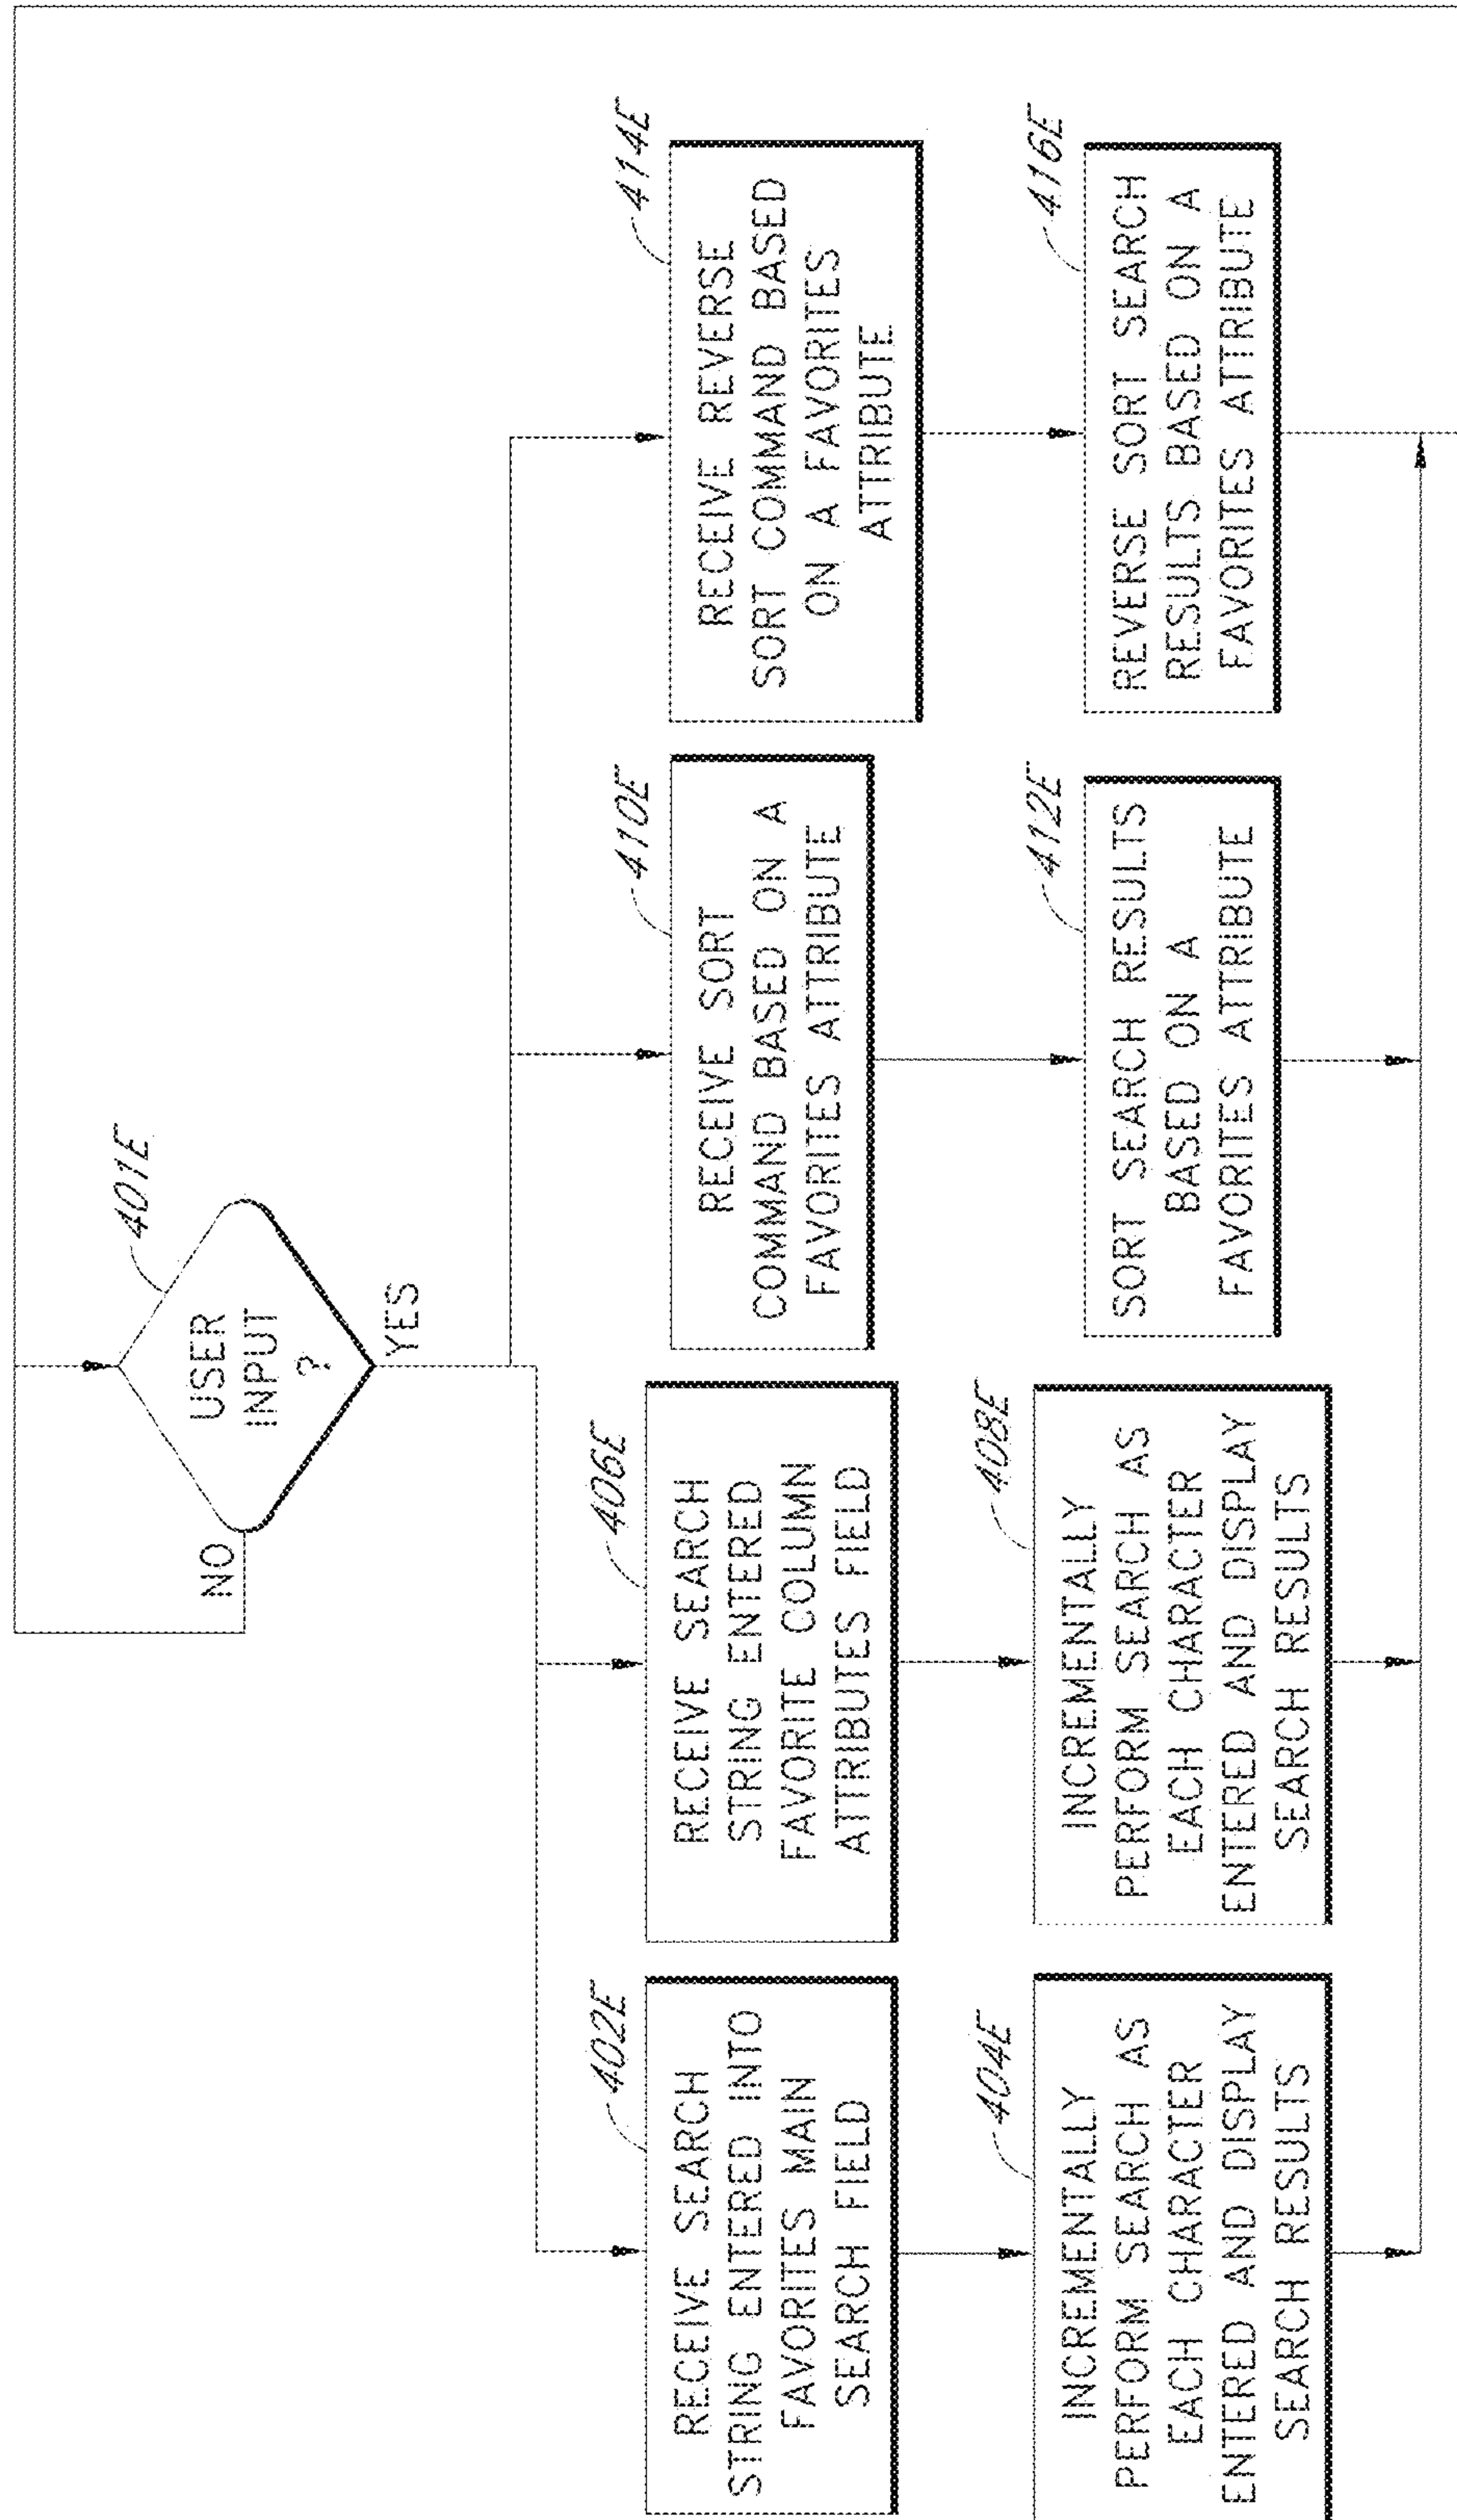 401E
USER
INPUT
?
NO
YES
402E
RECEIVE SEARCH
STRING ENTERED INTO
FAVORITES MAIN
SEARCH FIELD
406E
RECEIVE SEARCH
STRING ENTERED
FAVORITE COLUMN
ATTRIBUTES FIELD
410E
RECEIVE SORT
COMMAND BASED ON A
FAVORITES ATTRIBUTE
414E
RECEIVE REVERSE
SORT COMMAND BASED
ON A FAVORITES
ATTRIBUTE
404E
INCREMENTALLY
PERFORM SEARCH AS
EACH CHARACTER
ENTERED AND DISPLAY
SEARCH RESULTS
408E
INCREMENTALLY
PERFORM SEARCH AS
EACH CHARACTER
ENTERED AND DISPLAY
SEARCH RESULTS
412E
SORT SEARCH RESULTS
BASED ON A
FAVORITES ATTRIBUTE
416E
REVERSE SORT SEARCH
RESULTS BASED ON A
FAVORITES ATTRIBUTE